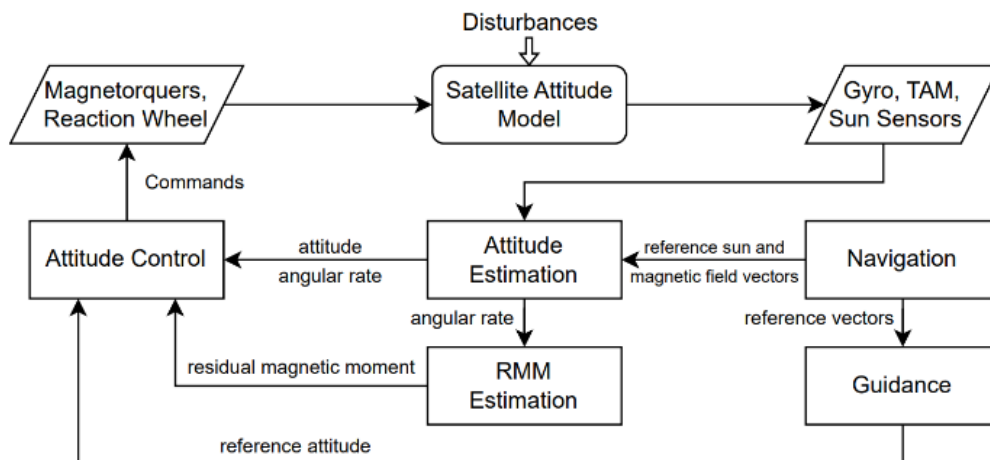 Disturbances
Magnetorquers,
Reaction Wheel
Satellite Attitude
Model
Gyro, TAM,
Sun Sensors
Commands
Attitude Control
attitude
angular rate
Attitude
Estimation
reference sun and
magnetic field vectors
Navigation
angular rate
reference vectors
residual magnetic moment
RMM
Estimation
Guidance
reference attitude